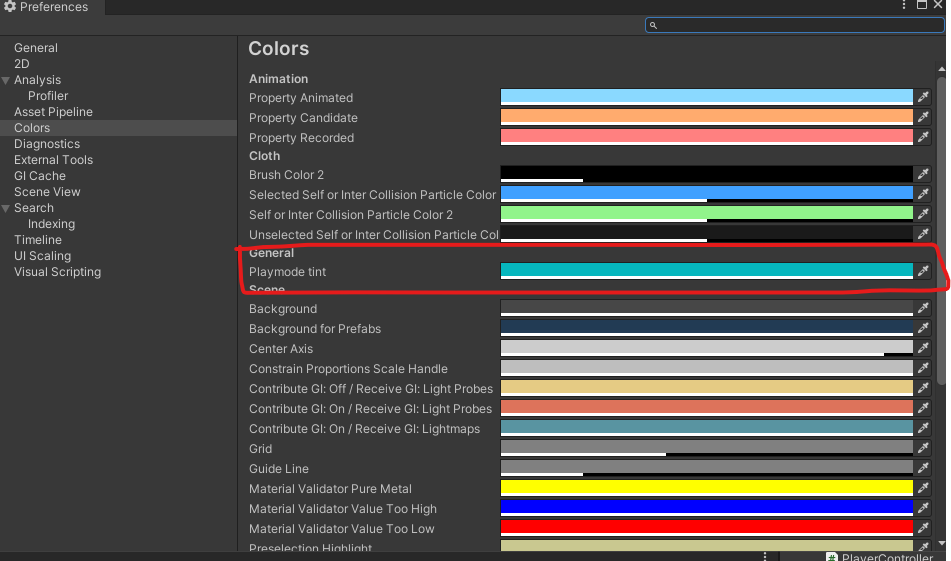 Preferences
General
2D
Analysis
Profiler
Asset Pipeline
Colors
Diagnostics
External Tools
GI Cache
Scene View
Search
Indexing
Timeline
UI Scaling
Visual Scripting
Colors
Animation
Property Animated
Property Candidate
Property Recorded
Cloth
Brush Color 2
Selected Self or Inter Collision Particle Color
Self or Inter Collision Particle Color 2
Unselected Self or Inter Collision Particle Col
General
Playmode tint
Scene
Background
Background for Prefabs
Center Axis
Constrain Proportions Scale Handle
Contribute GI: Off / Receive GI: Light Probes
Contribute GI: On / Receive GI: Light Probes
Contribute GI: On / Receive GI: Lightmaps
Grid
Guide Line
Material Validator Pure Metal
Material Validator Value Too High
Material Validator Value Too Low
Preselection Highlight
PlayerController